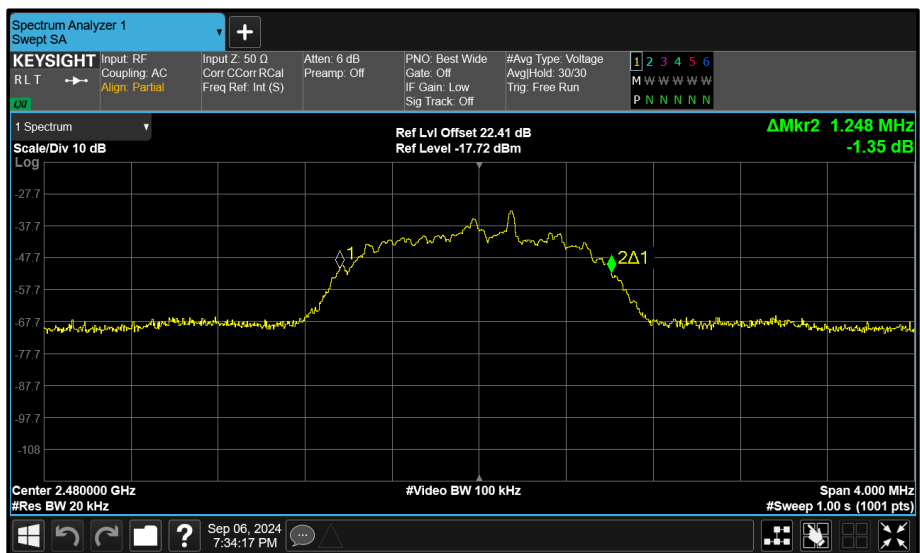 Spectrum Analyzer 1
Swept SA
+
KEYSIGHT
R L T
LXI
Input: RF
Coupling: AC
Align: Partial
Input Z: 50 Ω
Corr CCorr RCal
Freq Ref: Int (S)
Atten: 6 dB
Preamp: Off
PNO: Best Wide
Gate: Off
IF Gain: Low
Sig Track: Off
#Avg Type: Voltage
Avg|Hold: 30/30
Trig: Free Run
1 2 3 4 5 6
M W W W W W
P N N N N N
1 Spectrum
Scale/Div 10 dB
Ref Lvl Offset 22.41 dB
Ref Level -17.72 dBm
ΔMkr2 1.248 MHz
-1.35 dB
Log
-27.7
-37.7
-47.7
-57.7
-67.7
-77.7
-87.7
-97.7
-108
1
2Δ1
Center 2.480000 GHz
#Res BW 20 kHz
#Video BW 100 kHz
Span 4.000 MHz
#Sweep 1.00 s (1001 pts)
?
Sep 06, 2024
7:34:17 PM